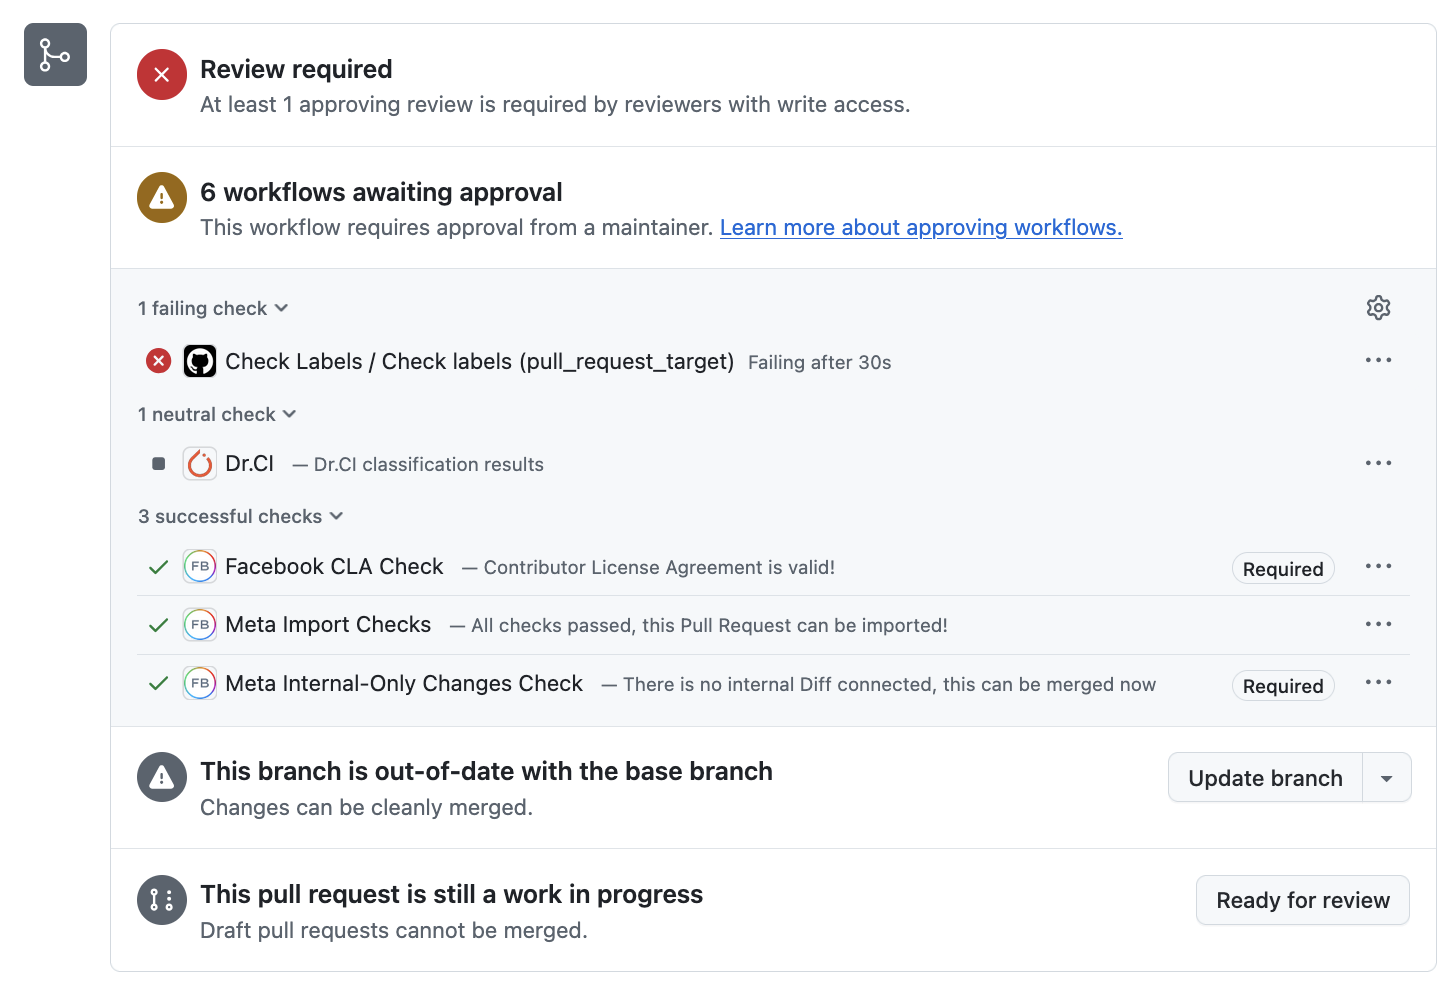 Review required
At least 1 approving review is required by reviewers with write access.
6 workflows awaiting approval
This workflow requires approval from a maintainer. Learn more about approving workflows.
1 failing check
Check Labels / Check labels (pull_request_target) Failing after 30s
1 neutral check
Dr.CI — Dr.CI classification results
3 successful checks
FB Facebook CLA Check — Contributor License Agreement is valid! Required
FB Meta Import Checks — All checks passed, this Pull Request can be imported!
FB Meta Internal-Only Changes Check — There is no internal Diff connected, this can be merged now Required
This branch is out-of-date with the base branch
Changes can be cleanly merged.
Update branch
This pull request is still a work in progress
Draft pull requests cannot be merged.
Ready for review